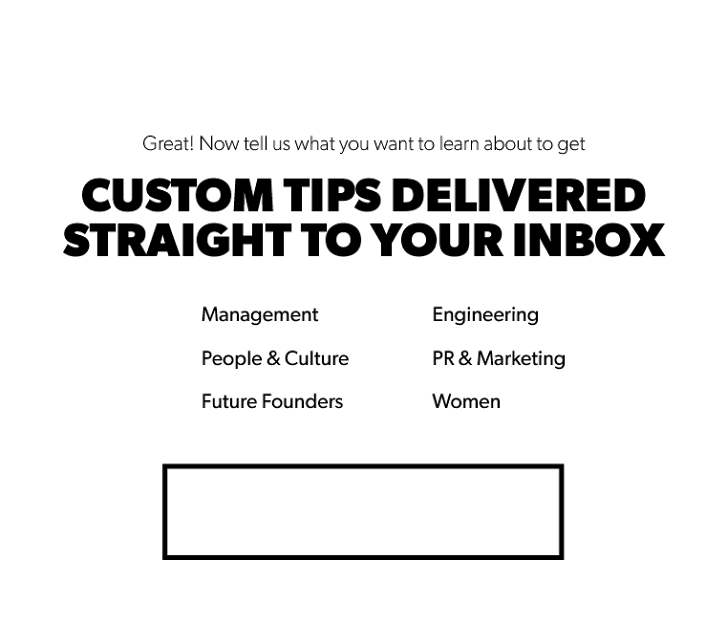 Great! Now tell us what you want to learn about to get
CUSTOM TIPS DELIVERED
STRAIGHT TO YOUR INBOX
Management
Engineering
People & Culture
PR & Marketing
Future Founders
Women